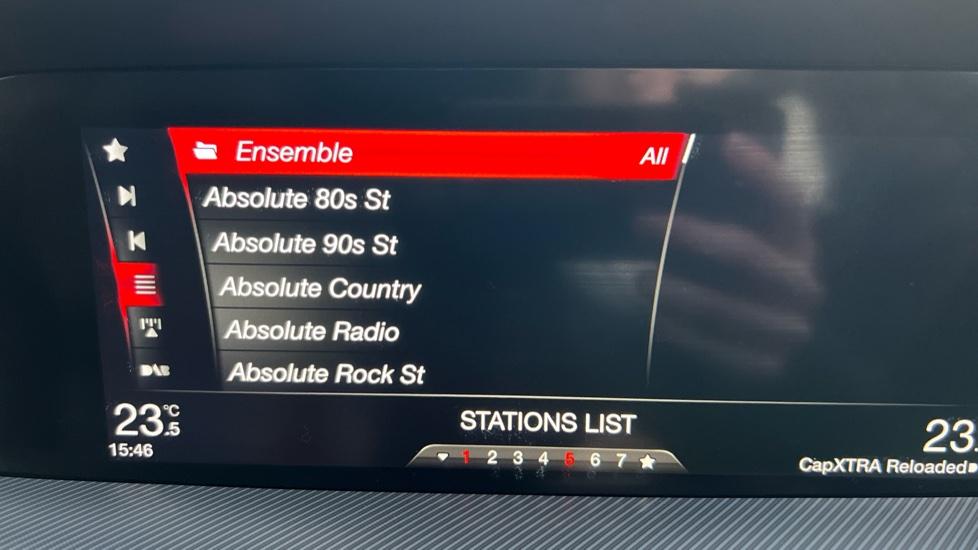 Ensemble All
Absolute 80s St
Absolute 90s St
Absolute Country
Absolute Radio
Absolute Rock St
DAB
23.5 °C
15:46
STATIONS LIST
1 2 3 4 5 6 7
23.
CapXTRA Reloaded